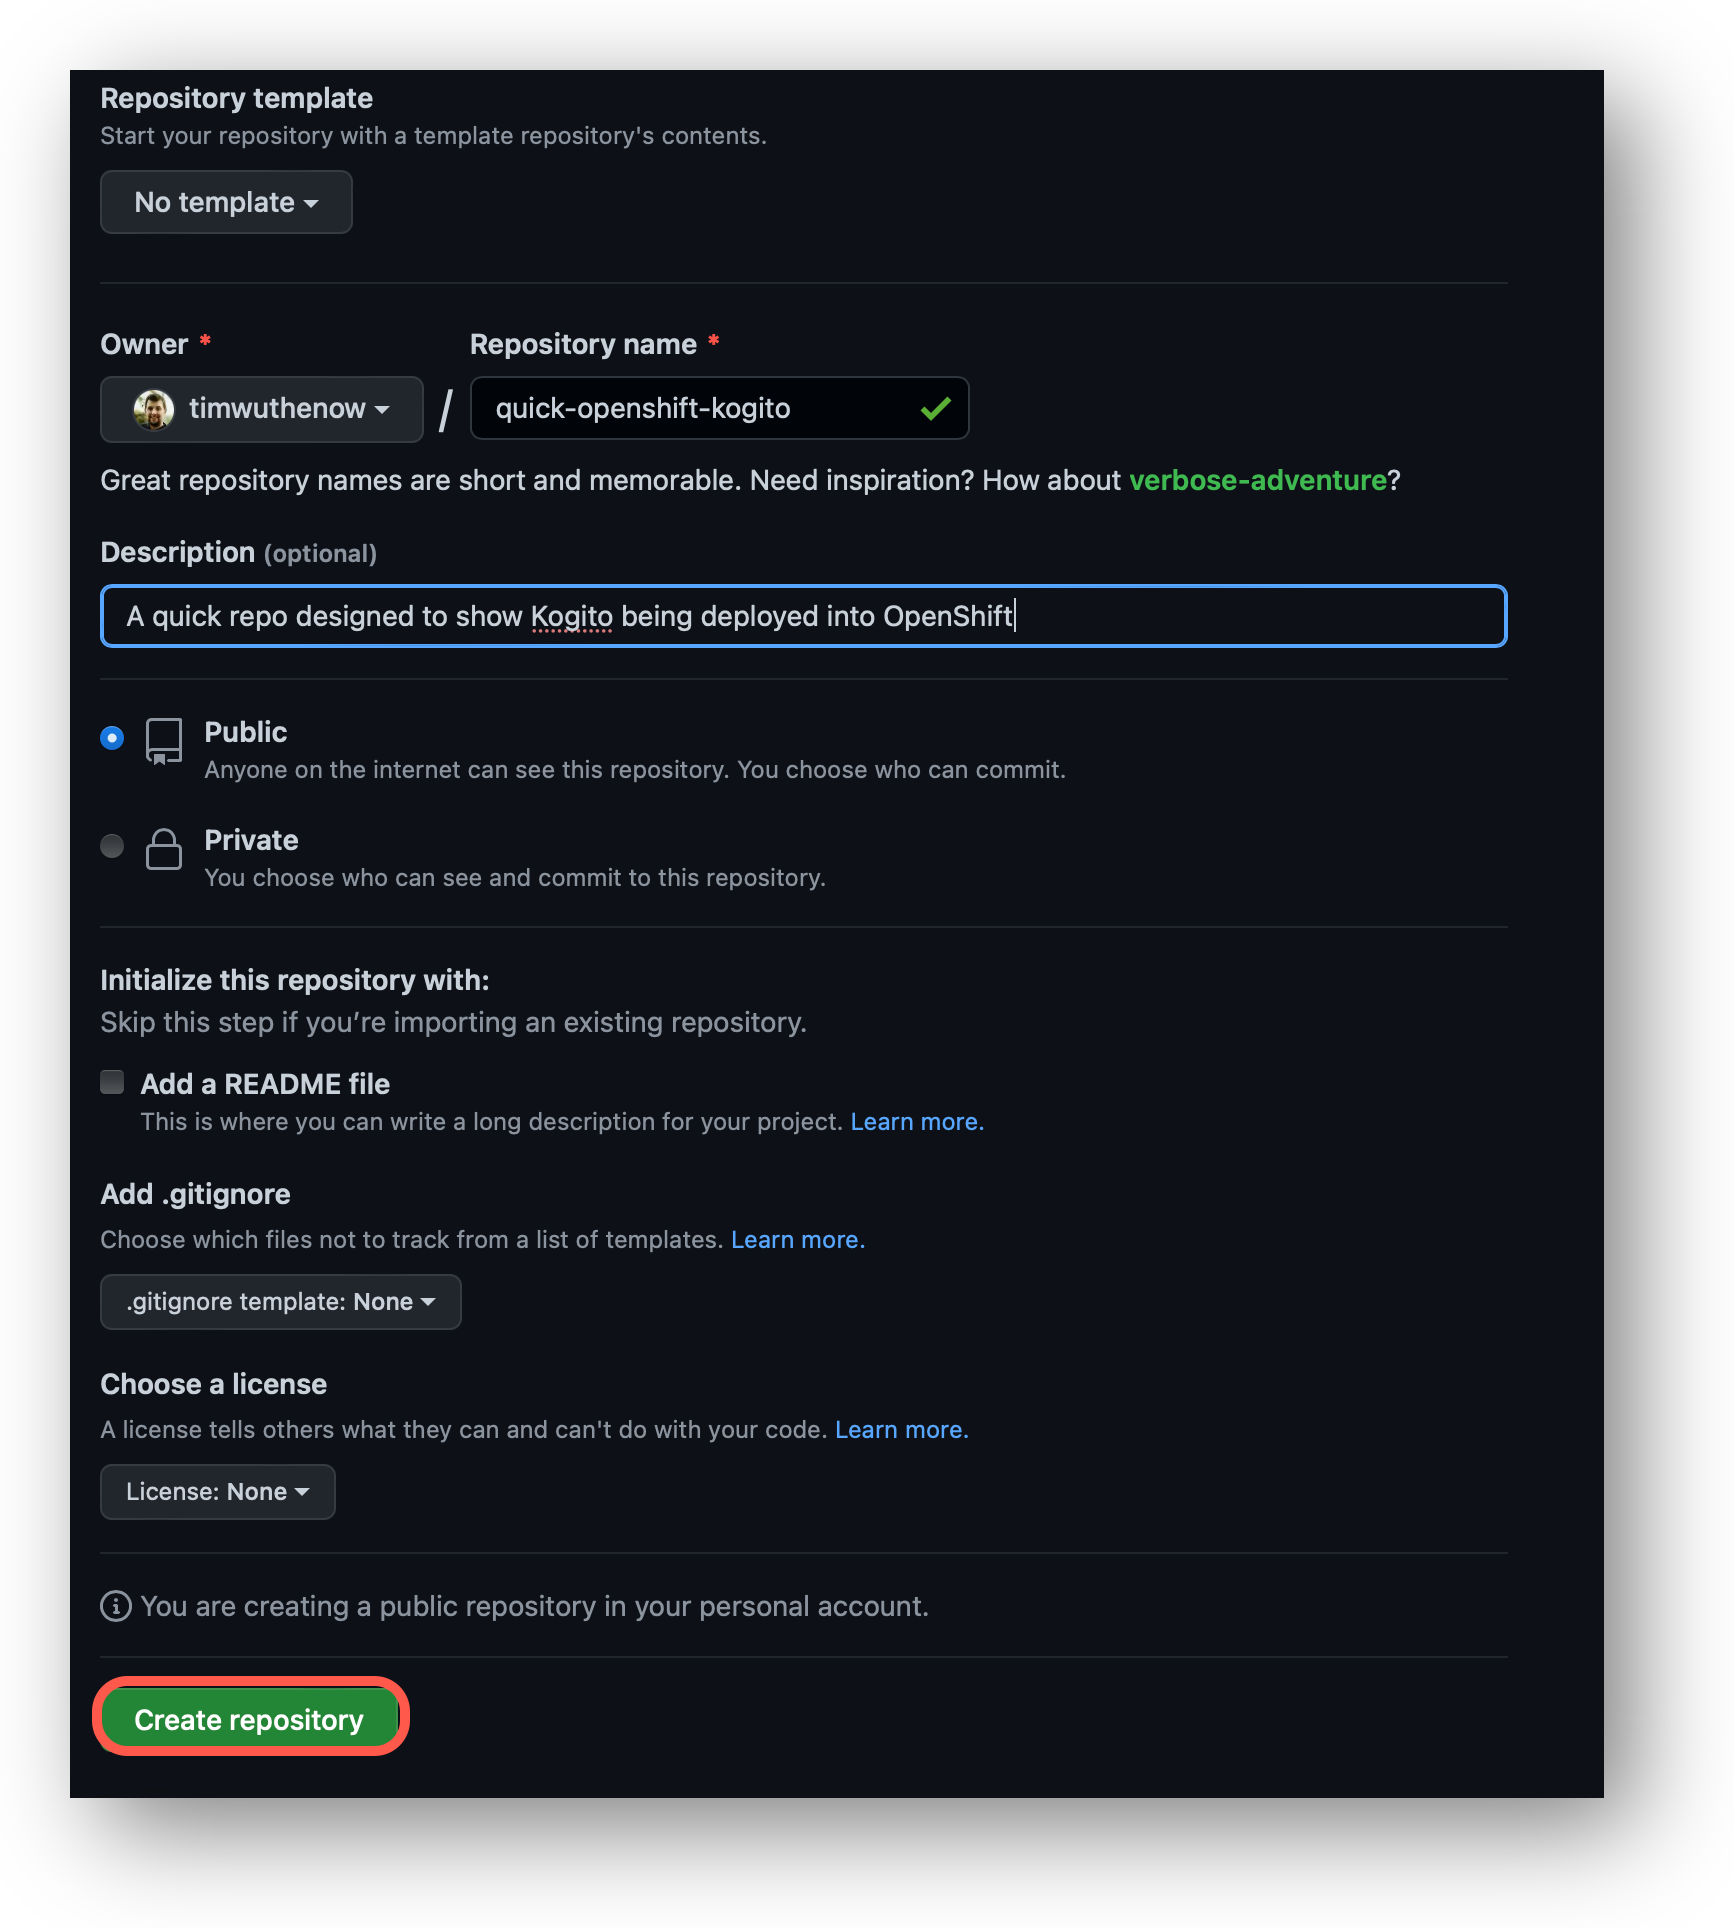 Repository template
Start your repository with a template repository's contents.
No template
Owner *
Repository name *
timwuthenow
/
quick-openshift-kogito
Great repository names are short and memorable. Need inspiration? How about verbose-adventure?
Description (optional)
A quick repo designed to show Kogito being deployed into OpenShift
Public
Anyone on the internet can see this repository. You choose who can commit.
Private
You choose who can see and commit to this repository.
Initialize this repository with:
Skip this step if you’re importing an existing repository.
Add a README file
This is where you can write a long description for your project. Learn more.
Add .gitignore
Choose which files not to track from a list of templates. Learn more.
.gitignore template: None
Choose a license
A license tells others what they can and can't do with your code. Learn more.
License: None
You are creating a public repository in your personal account.
Create repository